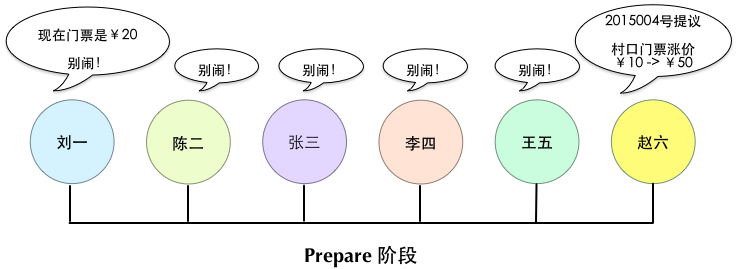 现在门票是￥20
别闹！
别闹！
别闹！
别闹！
别闹！
2015004号提议
村口门票涨价
￥10 -> ￥50
刘一
陈二
张三
李四
王五
赵六
Prepare 阶段